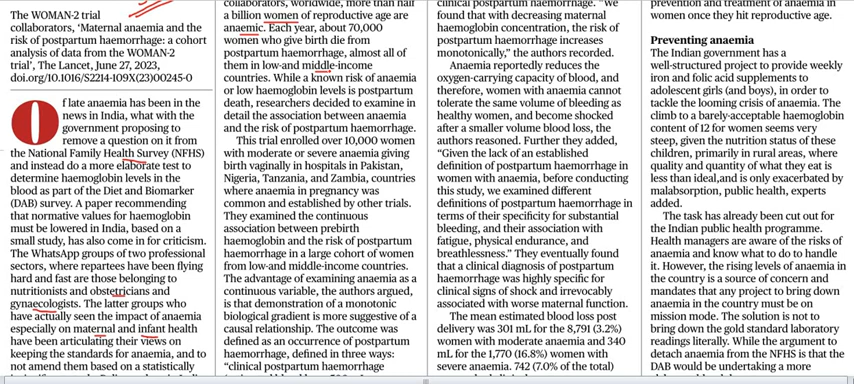 The WOMAN-2 trial
collaborators, ‘Maternal anaemia and the
risk of postpartum haemorrhage: a cohort
analysis of data from the WOMAN-2
trial’, The Lancet, June 27, 2023,
doi.org/10.1016/S2214-109X(23)00245-0
Of late anaemia has been in the
news in India, what with the
government proposing to
remove a question on it from
the National Family Health Survey (NFHS)
and instead do a more elaborate test to
determine haemoglobin levels in the
blood as part of the Diet and Biomarker
(DAB) survey. A paper recommending
that normative values for haemoglobin
must be lowered in India, based on a
small study, has also come in for criticism.
The WhatsApp groups of two professional
sectors, where repartees have been flying
hard and fast are those belonging to
nutritionists and obstetricians and
gynaecologists. The latter groups who
have actually seen the impact of anaemia
especially on maternal and infant health
have been articulating their views on
keeping the standards for anaemia, and to
not amend them based on a statistically
collaborators, worldwide, more than half
a billion women of reproductive age are
anaemic. Each year, about 70,000
women who give birth die from
postpartum haemorrhage, almost all of
them in low-and middle-income
countries. While a known risk of anaemia
or low haemoglobin levels is postpartum
death, researchers decided to examine in
detail the association between anaemia
and the risk of postpartum haemorrhage.
This trial enrolled over 10,000 women
with moderate or severe anaemia giving
birth vaginally in hospitals in Pakistan,
Nigeria, Tanzania, and Zambia, countries
where anaemia in pregnancy was
common and established by other trials.
They examined the continuous
association between prebirth
haemoglobin and the risk of postpartum
haemorrhage in a large cohort of women
from low-and middle-income countries.
The advantage of examining anaemia as a
continuous variable, the authors argued,
is that demonstration of a monotonic
biological gradient is more suggestive of a
causal relationship. The outcome was
defined as an occurrence of postpartum
haemorrhage, defined in three ways:
“clinical postpartum haemorrhage
clinical postpartum haemorrhage. “We
found that with decreasing maternal
haemoglobin concentration, the risk of
postpartum haemorrhage increases
monotonically,” the authors recorded.
Anaemia reportedly reduces the
oxygen-carrying capacity of blood, and
therefore, women with anaemia cannot
tolerate the same volume of bleeding as
healthy women, and become shocked
after a smaller volume blood loss, the
authors reasoned. Further they added,
“Given the lack of an established
definition of postpartum haemorrhage in
women with anaemia, before conducting
this study, we examined different
definitions of postpartum haemorrhage in
terms of their specificity for substantial
bleeding, and their association with
fatigue, physical endurance, and
breathlessness.” They eventually found
that a clinical diagnosis of postpartum
haemorrhage was highly specific for
clinical signs of shock and irrevocably
associated with worse maternal function.
The mean estimated blood loss post
delivery was 301 mL for the 8,791 (3.2%)
women with moderate anaemia and 340
mL for the 1,770 (16.8%) women with
severe anaemia. 742 (7.0% of the total)
prevention and treatment of anaemia in
women once they hit reproductive age.
Preventing anaemia
The Indian government has a
well-structured project to provide weekly
iron and folic acid supplements to
adolescent girls (and boys), in order to
tackle the looming crisis of anaemia. The
climb to a barely-acceptable haemoglobin
content of 12 for women seems very
steep, given the nutrition status of these
children, primarily in rural areas, where
quality and quantity of what they eat is
less than ideal,and is only exacerbated by
malabsorption, public health, experts
added.
The task has already been cut out for
the Indian public health programme.
Health managers are aware of the risks of
anaemia and know what to do to handle
it. However, the rising levels of anaemia in
the country is a source of concern and
mandates that any project to bring down
anaemia in the country must be on
mission mode. The solution is not to
bring down the gold standard laboratory
readings literally. While the argument to
detach anaemia from the NFHS is that the
DAB would be undertaking a more